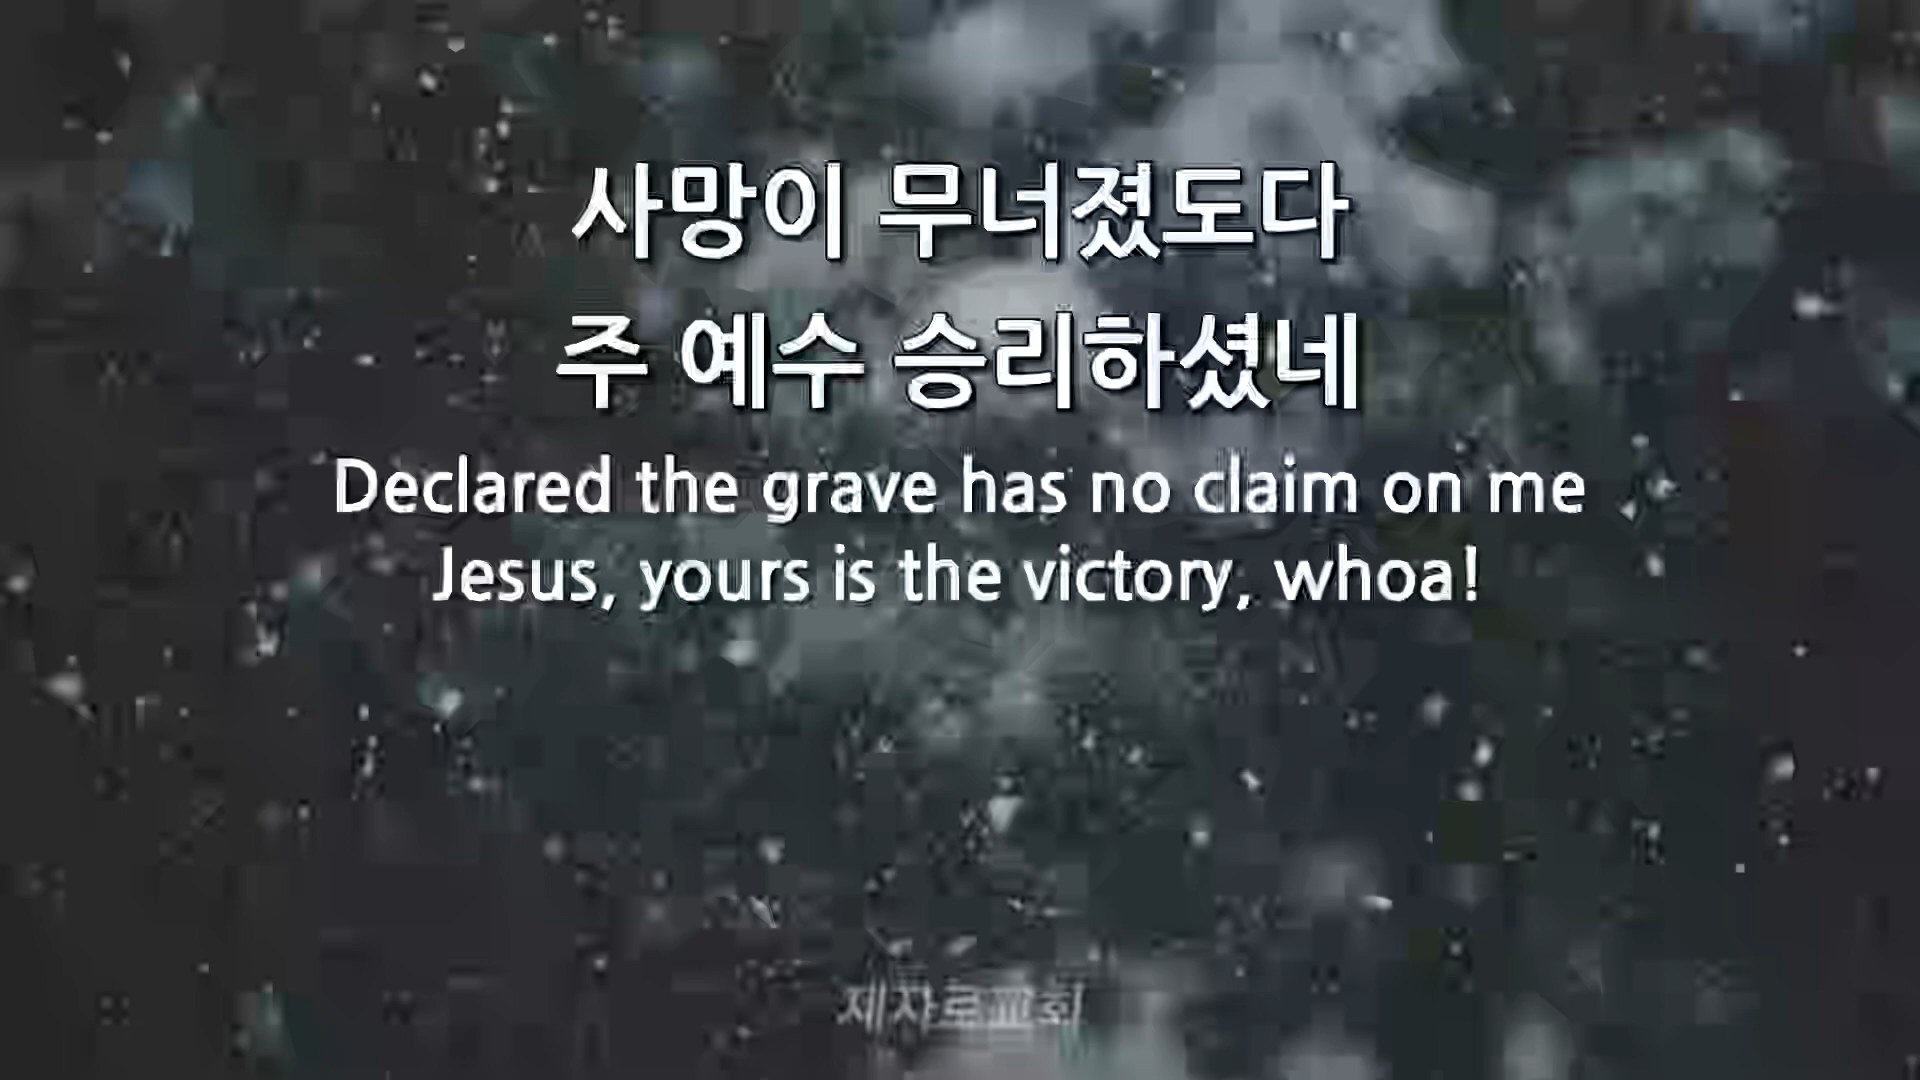 사망이 무너졌도다
주 예수 승리하셨네
Declared the grave has no claim on me
Jesus, yours is the victory, whoa!
제자로교회